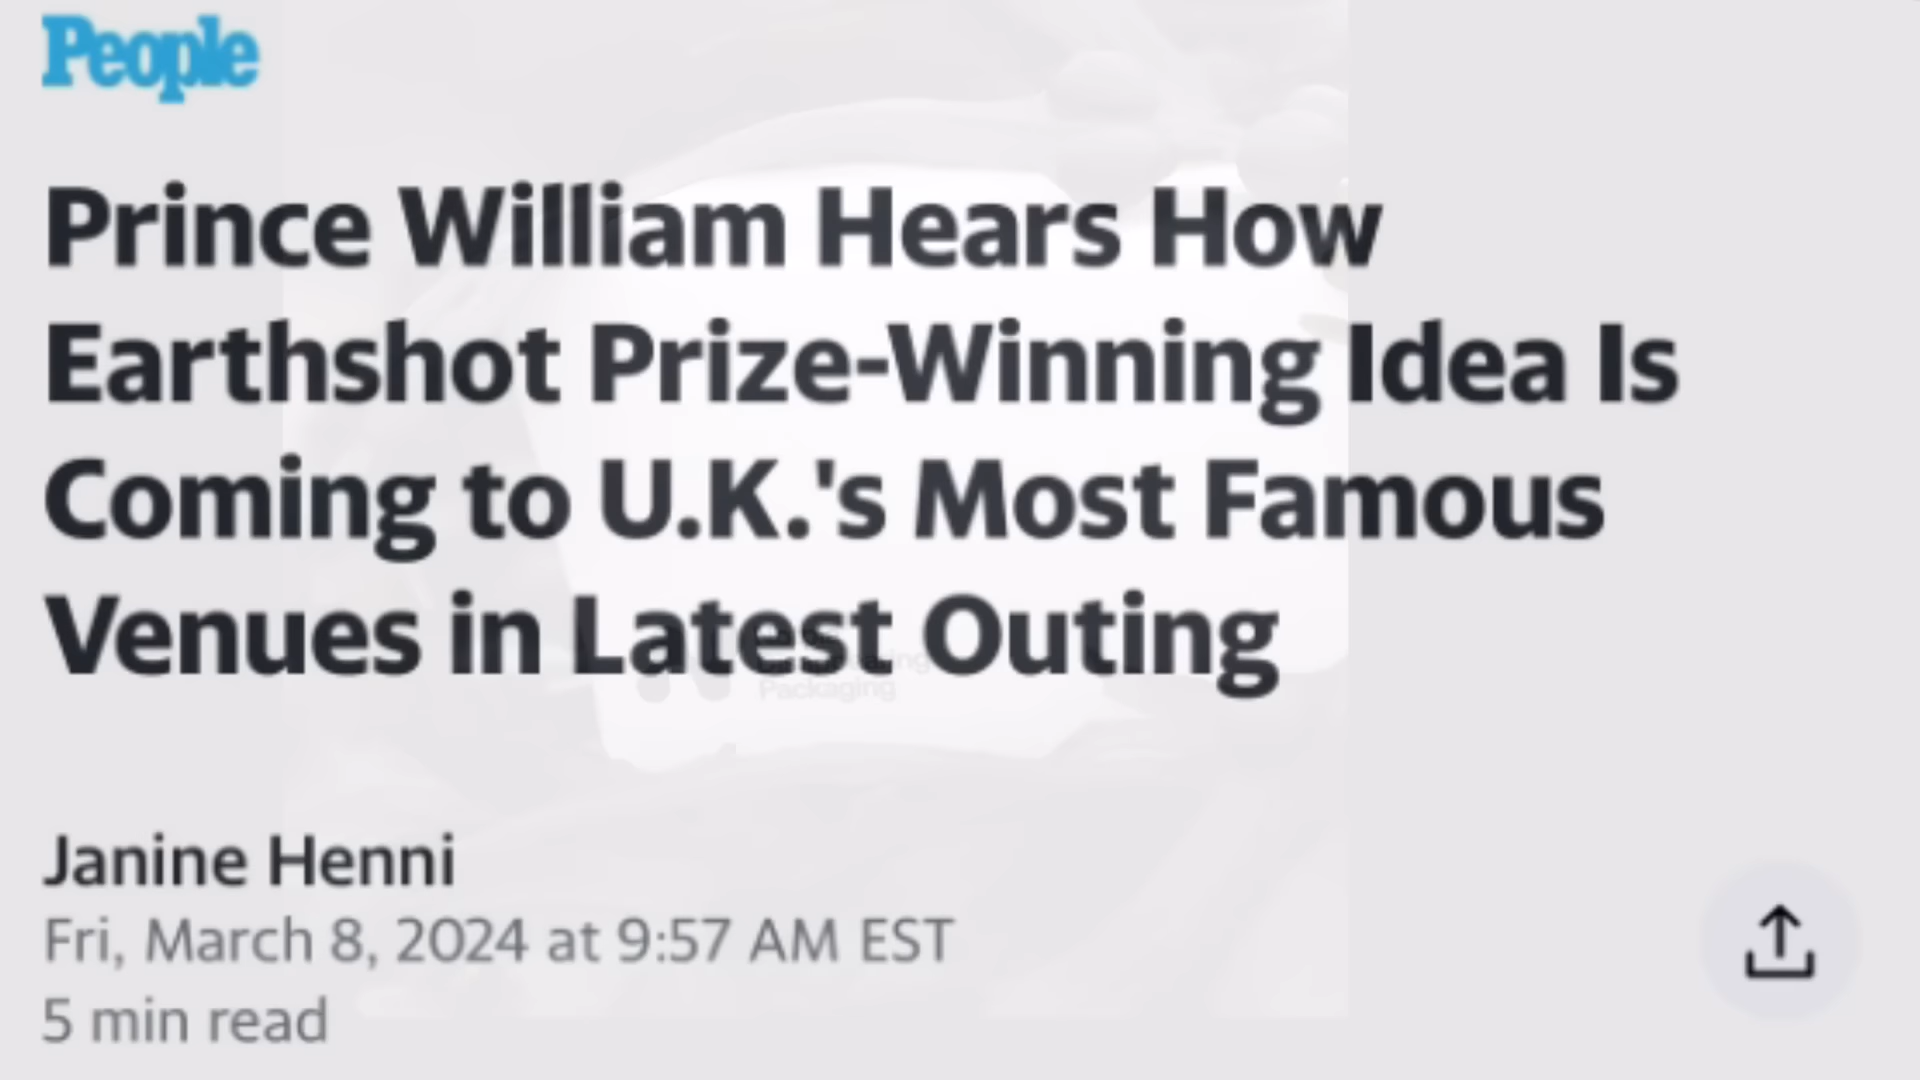 People
Prince William Hears How
Earthshot Prize-Winning Idea Is
Coming to U.K.'s Most Famous
Venues in Latest Outing
Packaging
Janine Henni
Fri, March 8, 2024 at 9:57 AM EST
5 min read